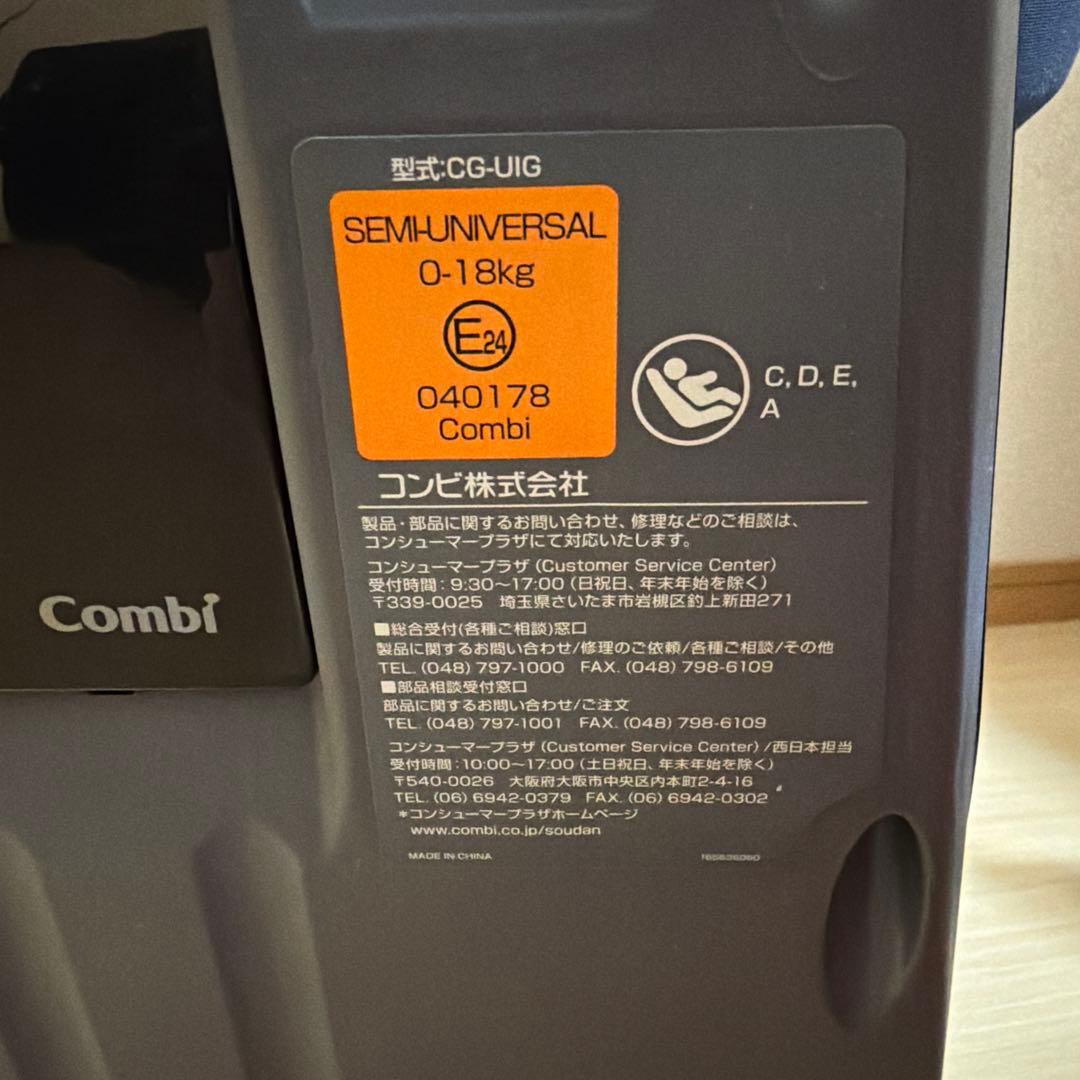 型式:CG-UIG
SEMI-UNIVERSAL
0-18kg
E24
040178
Combi
C, D, E,
A
コンビ株式会社
製品・部品に関するお問い合わせ、修理などのご相談は、
コンシューマープラザにて対応いたします。
コンシューマープラザ (Customer Service Center)
受付時間:9:30~17:00 (日祝日、年末年始を除く)
〒339-0025 埼玉県さいたま市岩槻区釣上新田271
■総合受付(各種ご相談)窓口
製品に関するお問い合わせ/修理のご依頼/各種ご相談/その他
TEL. (048) 797-1000 FAX. (048) 798-6109
■部品相談受付窓口
部品に関するお問い合わせ/ご注文
TEL. (048) 797-1001 FAX. (048) 798-6109
コンシューマープラザ (Customer Service Center) /西日本担当
受付時間:10:00~17:00 (土日祝日、年末年始を除く)
〒540-0026 大阪府大阪市中央区内本町2-4-16
TEL. (06) 6942-0379 FAX. (06) 6942-0302
*コンシューマープラザホームページ
www.combi.co.jp/soudan
MADE IN CHINA
Combi